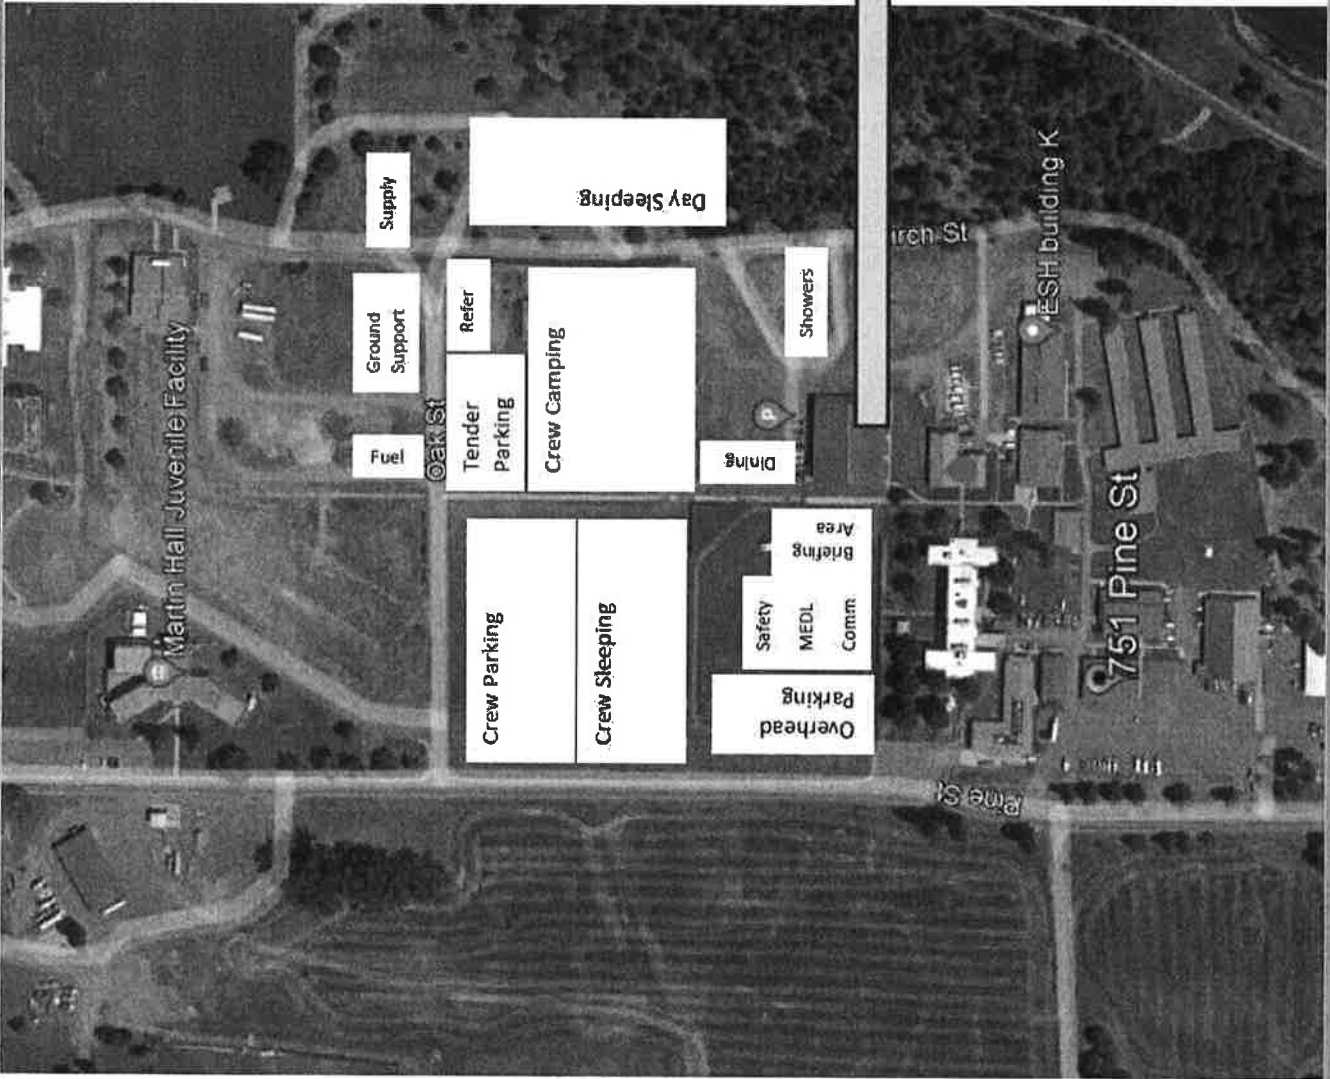 Supply
Day Sleeping
Ground
Support
Refer
Showers
irch St
ESH building K
Martin Hall Juvenile Facility
Fuel
Oak St
Tender
Parking
Crew Camping
Dining
P
751 Pine St
Crew Parking
Crew Sleeping
Briefing
Area
Safety
MEDL
Comm.
Overhead
Parking
Pine St